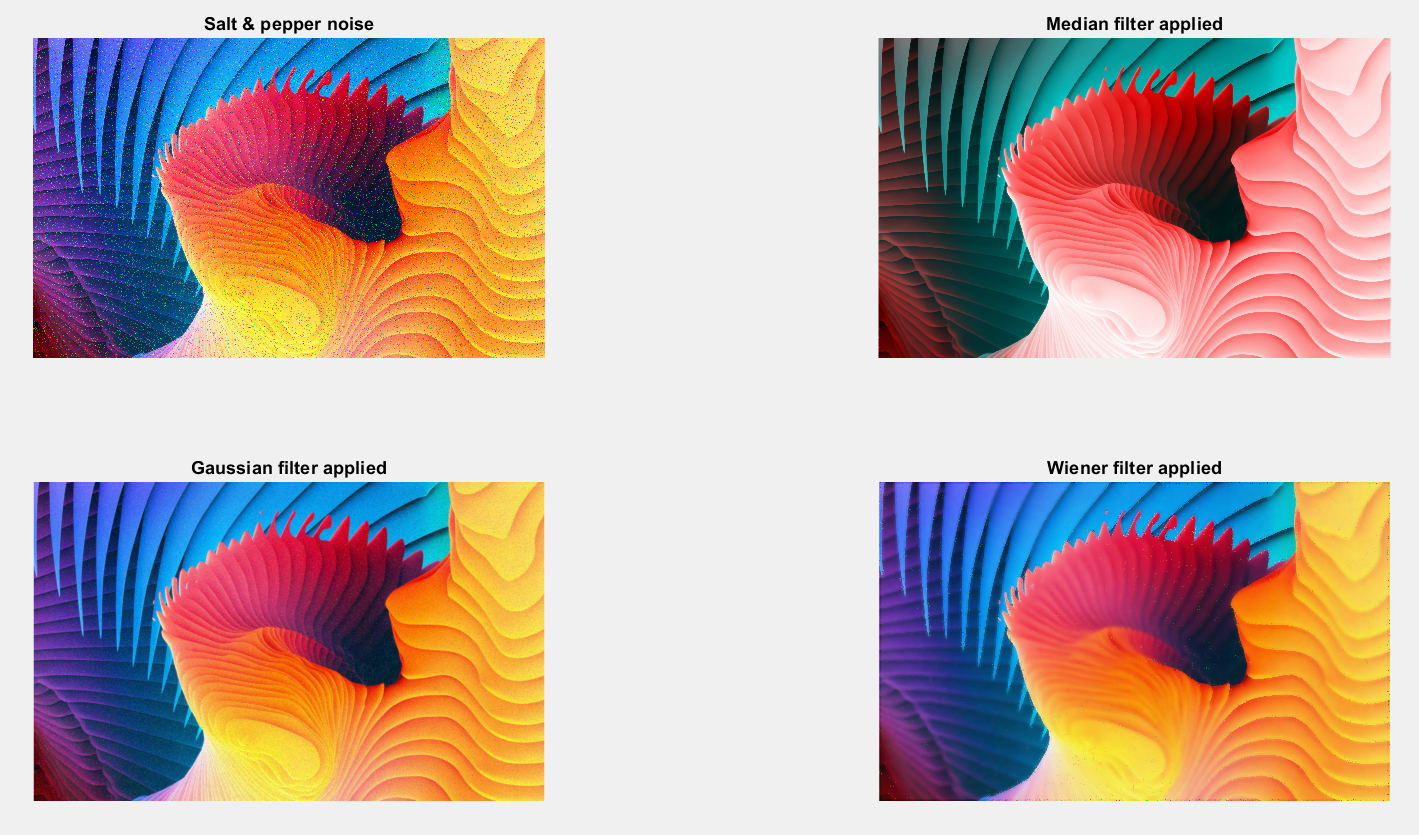 Salt & pepper noise
Median filter applied
Gaussian filter applied
Wiener filter applied